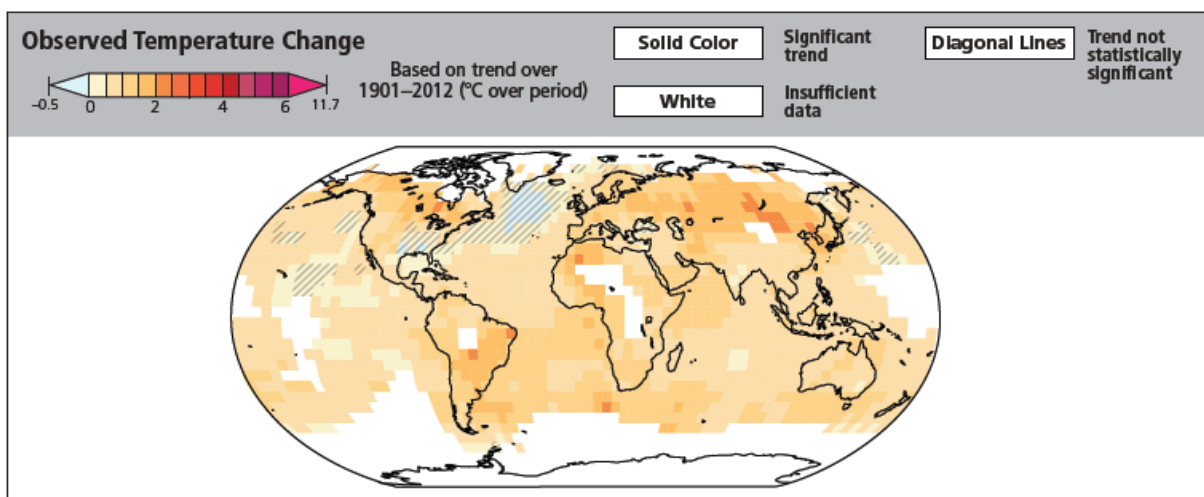 Observed Temperature Change
–0.5 0 2 4 6 11.7
Based on trend over
1901–2012 (°C over period)
Solid Color
Significant
trend
White
Insufficient
data
Diagonal Lines
Trend not
statistically
significant